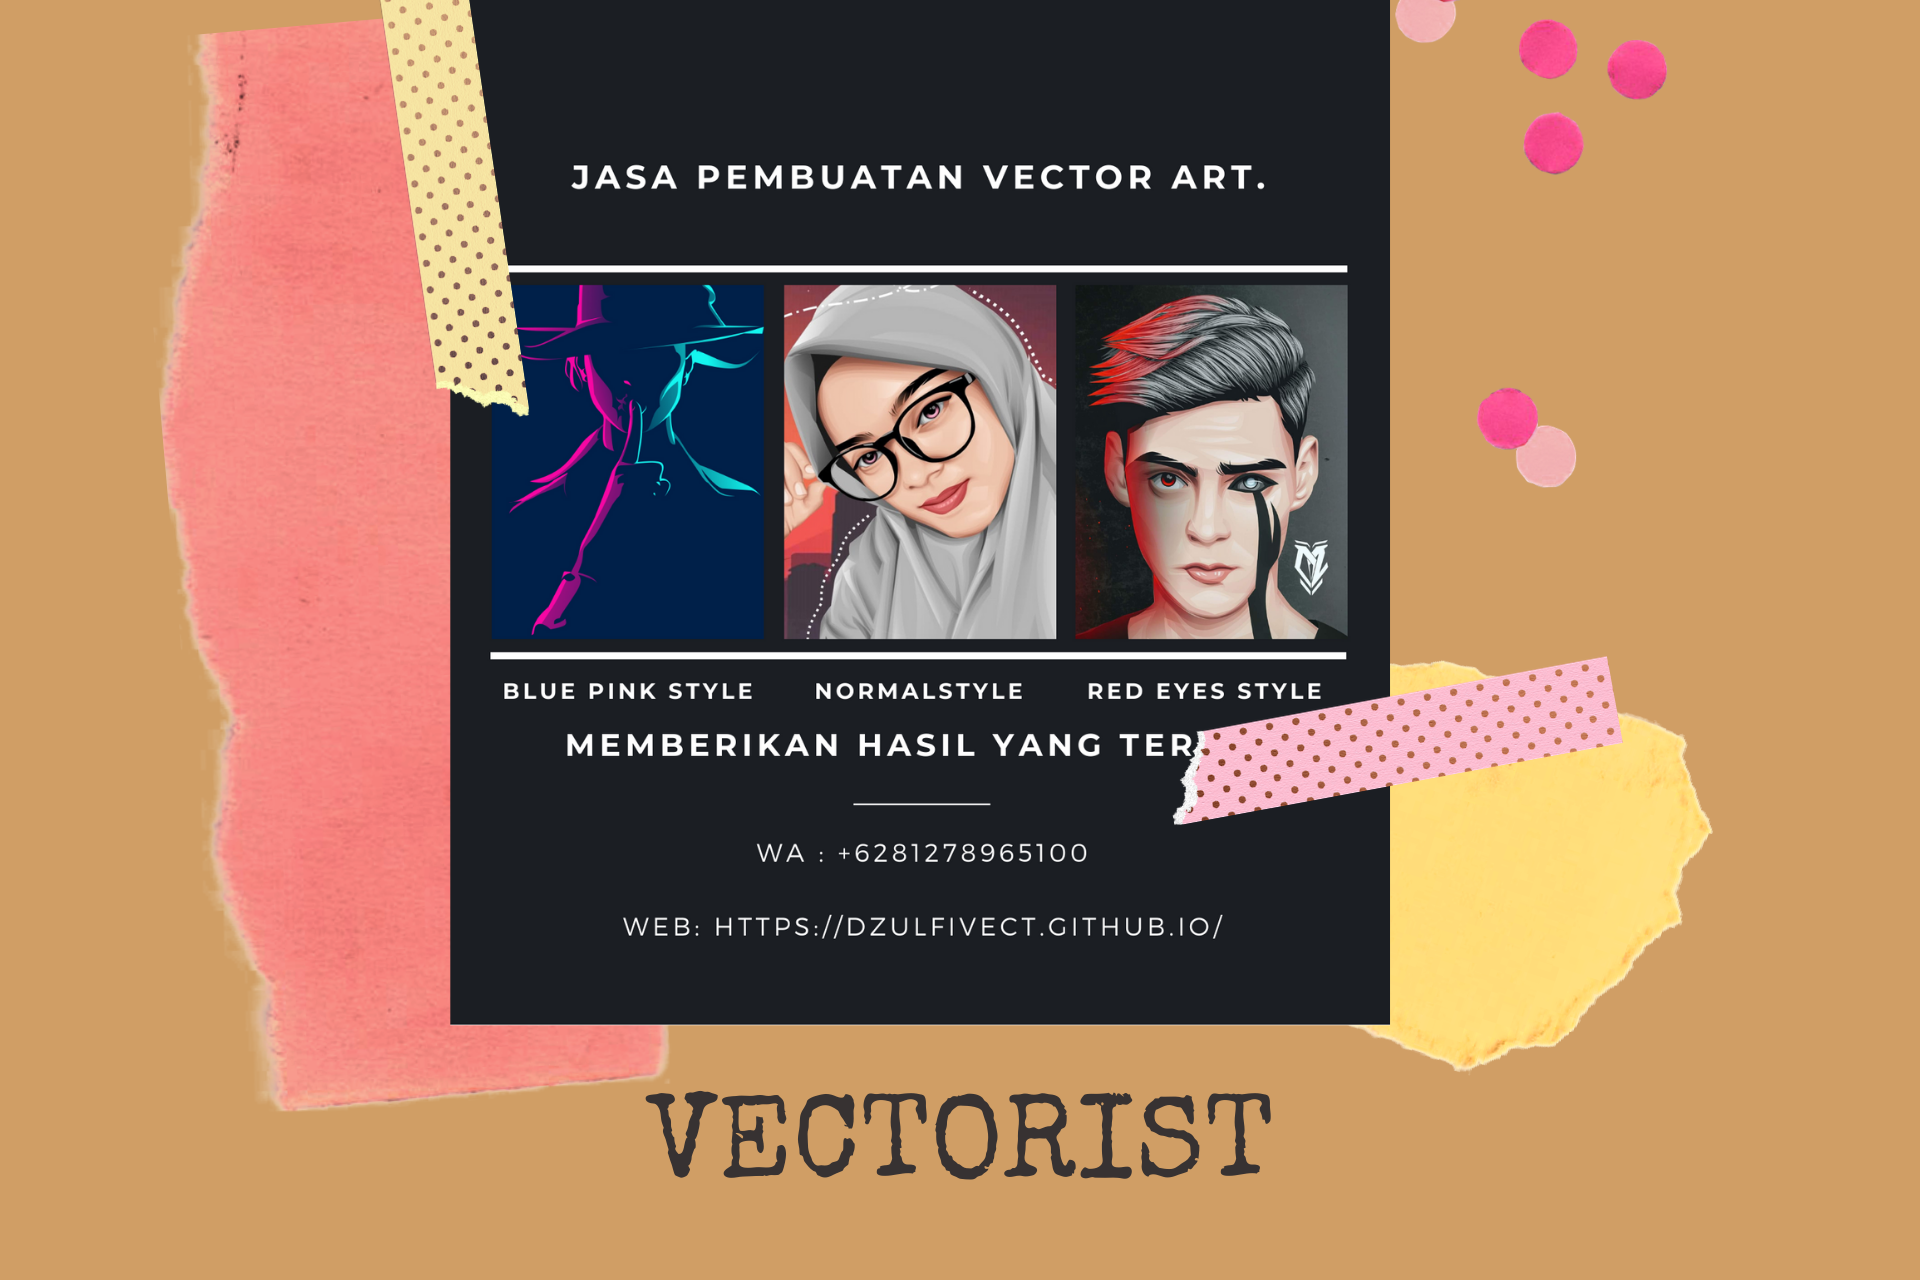 JASA PEMBUATAN VECTOR ART.
BLUE PINK STYLE
NORMALSTYLE
RED EYES STYLE
MEMBERIKAN HASIL YANG
WA : +6281278965100
WEB: HTTPS://DZULFIVECT.GITHUB.IO/
VECTORIST